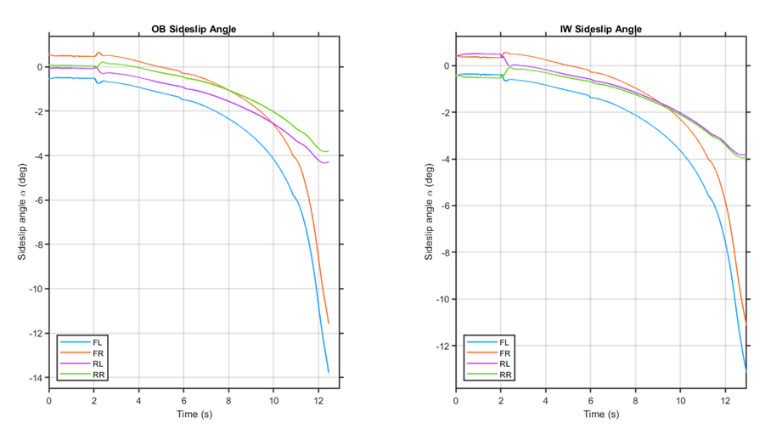 OB Sideslip Angle
0
-2
-4
-6
-8
-10
-12
-14
Sideslip angle α (deg)
FL
FR
RL
RR
0 2 4 6 8 10 12
Time (s)
IW Sideslip Angle
0
-2
-4
-6
-8
-10
-12
Sideslip angle α (deg)
FL
FR
RL
RR
0 2 4 6 8 10 12
Time (s)